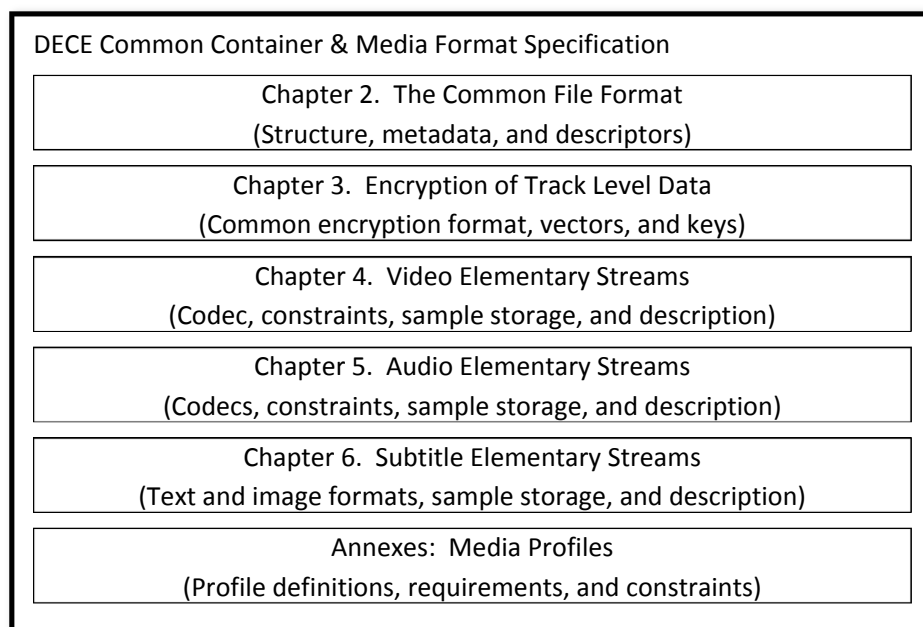 DECE Common Container & Media Format Specification
Chapter 2.  The Common File Format
(Structure, metadata, and descriptors)
Chapter 3.  Encryption of Track Level Data
(Common encryption format, vectors, and keys)
Chapter 4.  Video Elementary Streams
(Codec, constraints, sample storage, and description)
Chapter 5.  Audio Elementary Streams
(Codecs, constraints, sample storage, and description)
Chapter 6.  Subtitle Elementary Streams
(Text and image formats, sample storage, and description)
Annexes:  Media Profiles
(Profile definitions, requirements, and constraints)